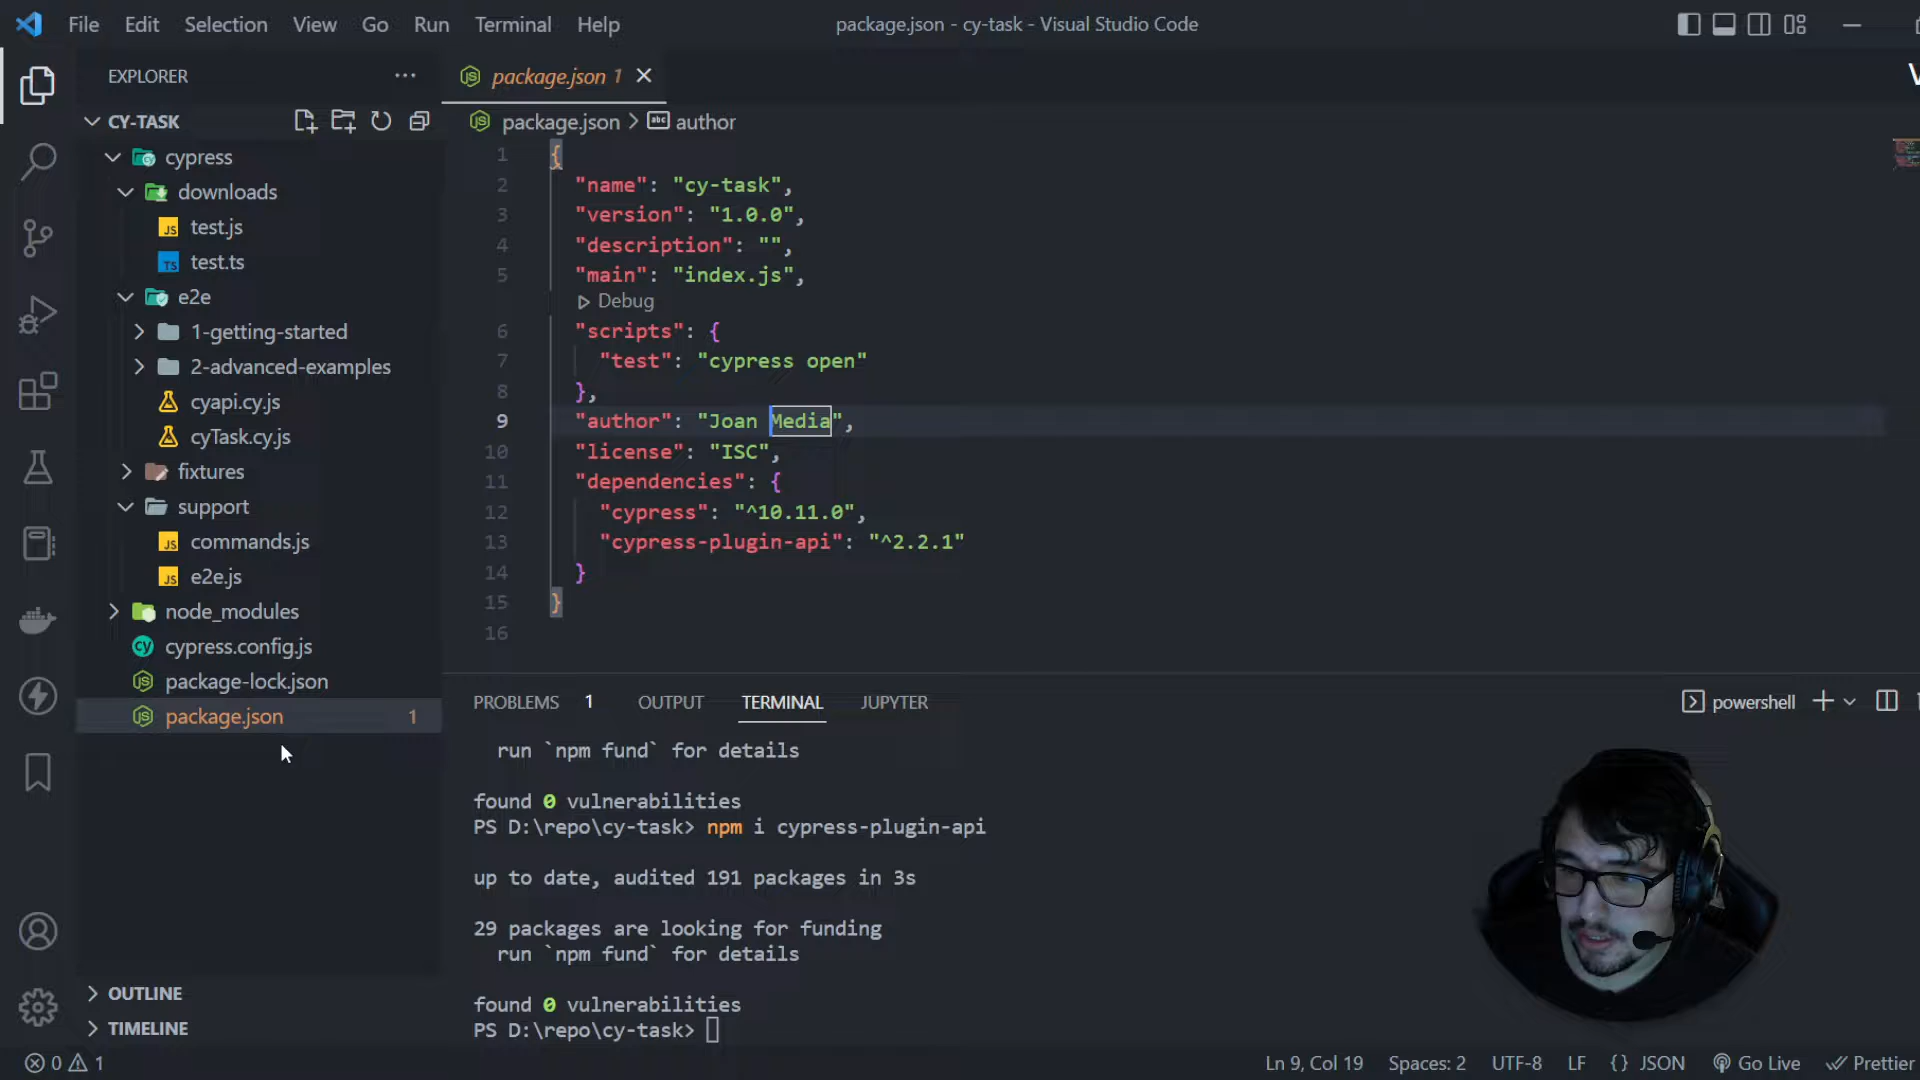 File Edit Selection View Go Run Terminal Help
package.json - cy-task - Visual Studio Code
EXPLORER
CY-TASK
cypress
downloads
test.js
test.ts
e2e
1-getting-started
2-advanced-examples
cyapi.cy.js
cyTask.cy.js
fixtures
support
commands.js
e2e.js
node_modules
cypress.config.js
package-lock.json
package.json 1
OUTLINE
TIMELINE
package.json 1
package.json > author
1 {
2 "name": "cy-task",
3 "version": "1.0.0",
4 "description": "",
5 "main": "index.js",
Debug
6 "scripts": {
7 "test": "cypress open"
8 },
9 "author": "Joan Media",
10 "license": "ISC",
11 "dependencies": {
12 "cypress": "^10.11.0",
13 "cypress-plugin-api": "^2.2.1"
14 }
15 }
16
PROBLEMS 1 OUTPUT TERMINAL JUPYTER
powershell
run `npm fund` for details
found 0 vulnerabilities
PS D:\repo\cy-task> npm i cypress-plugin-api
up to date, audited 191 packages in 3s
29 packages are looking for funding
run `npm fund` for details
found 0 vulnerabilities
PS D:\repo\cy-task>
0 1
Ln 9, Col 19 Spaces: 2 UTF-8 LF {} JSON Go Live Prettier